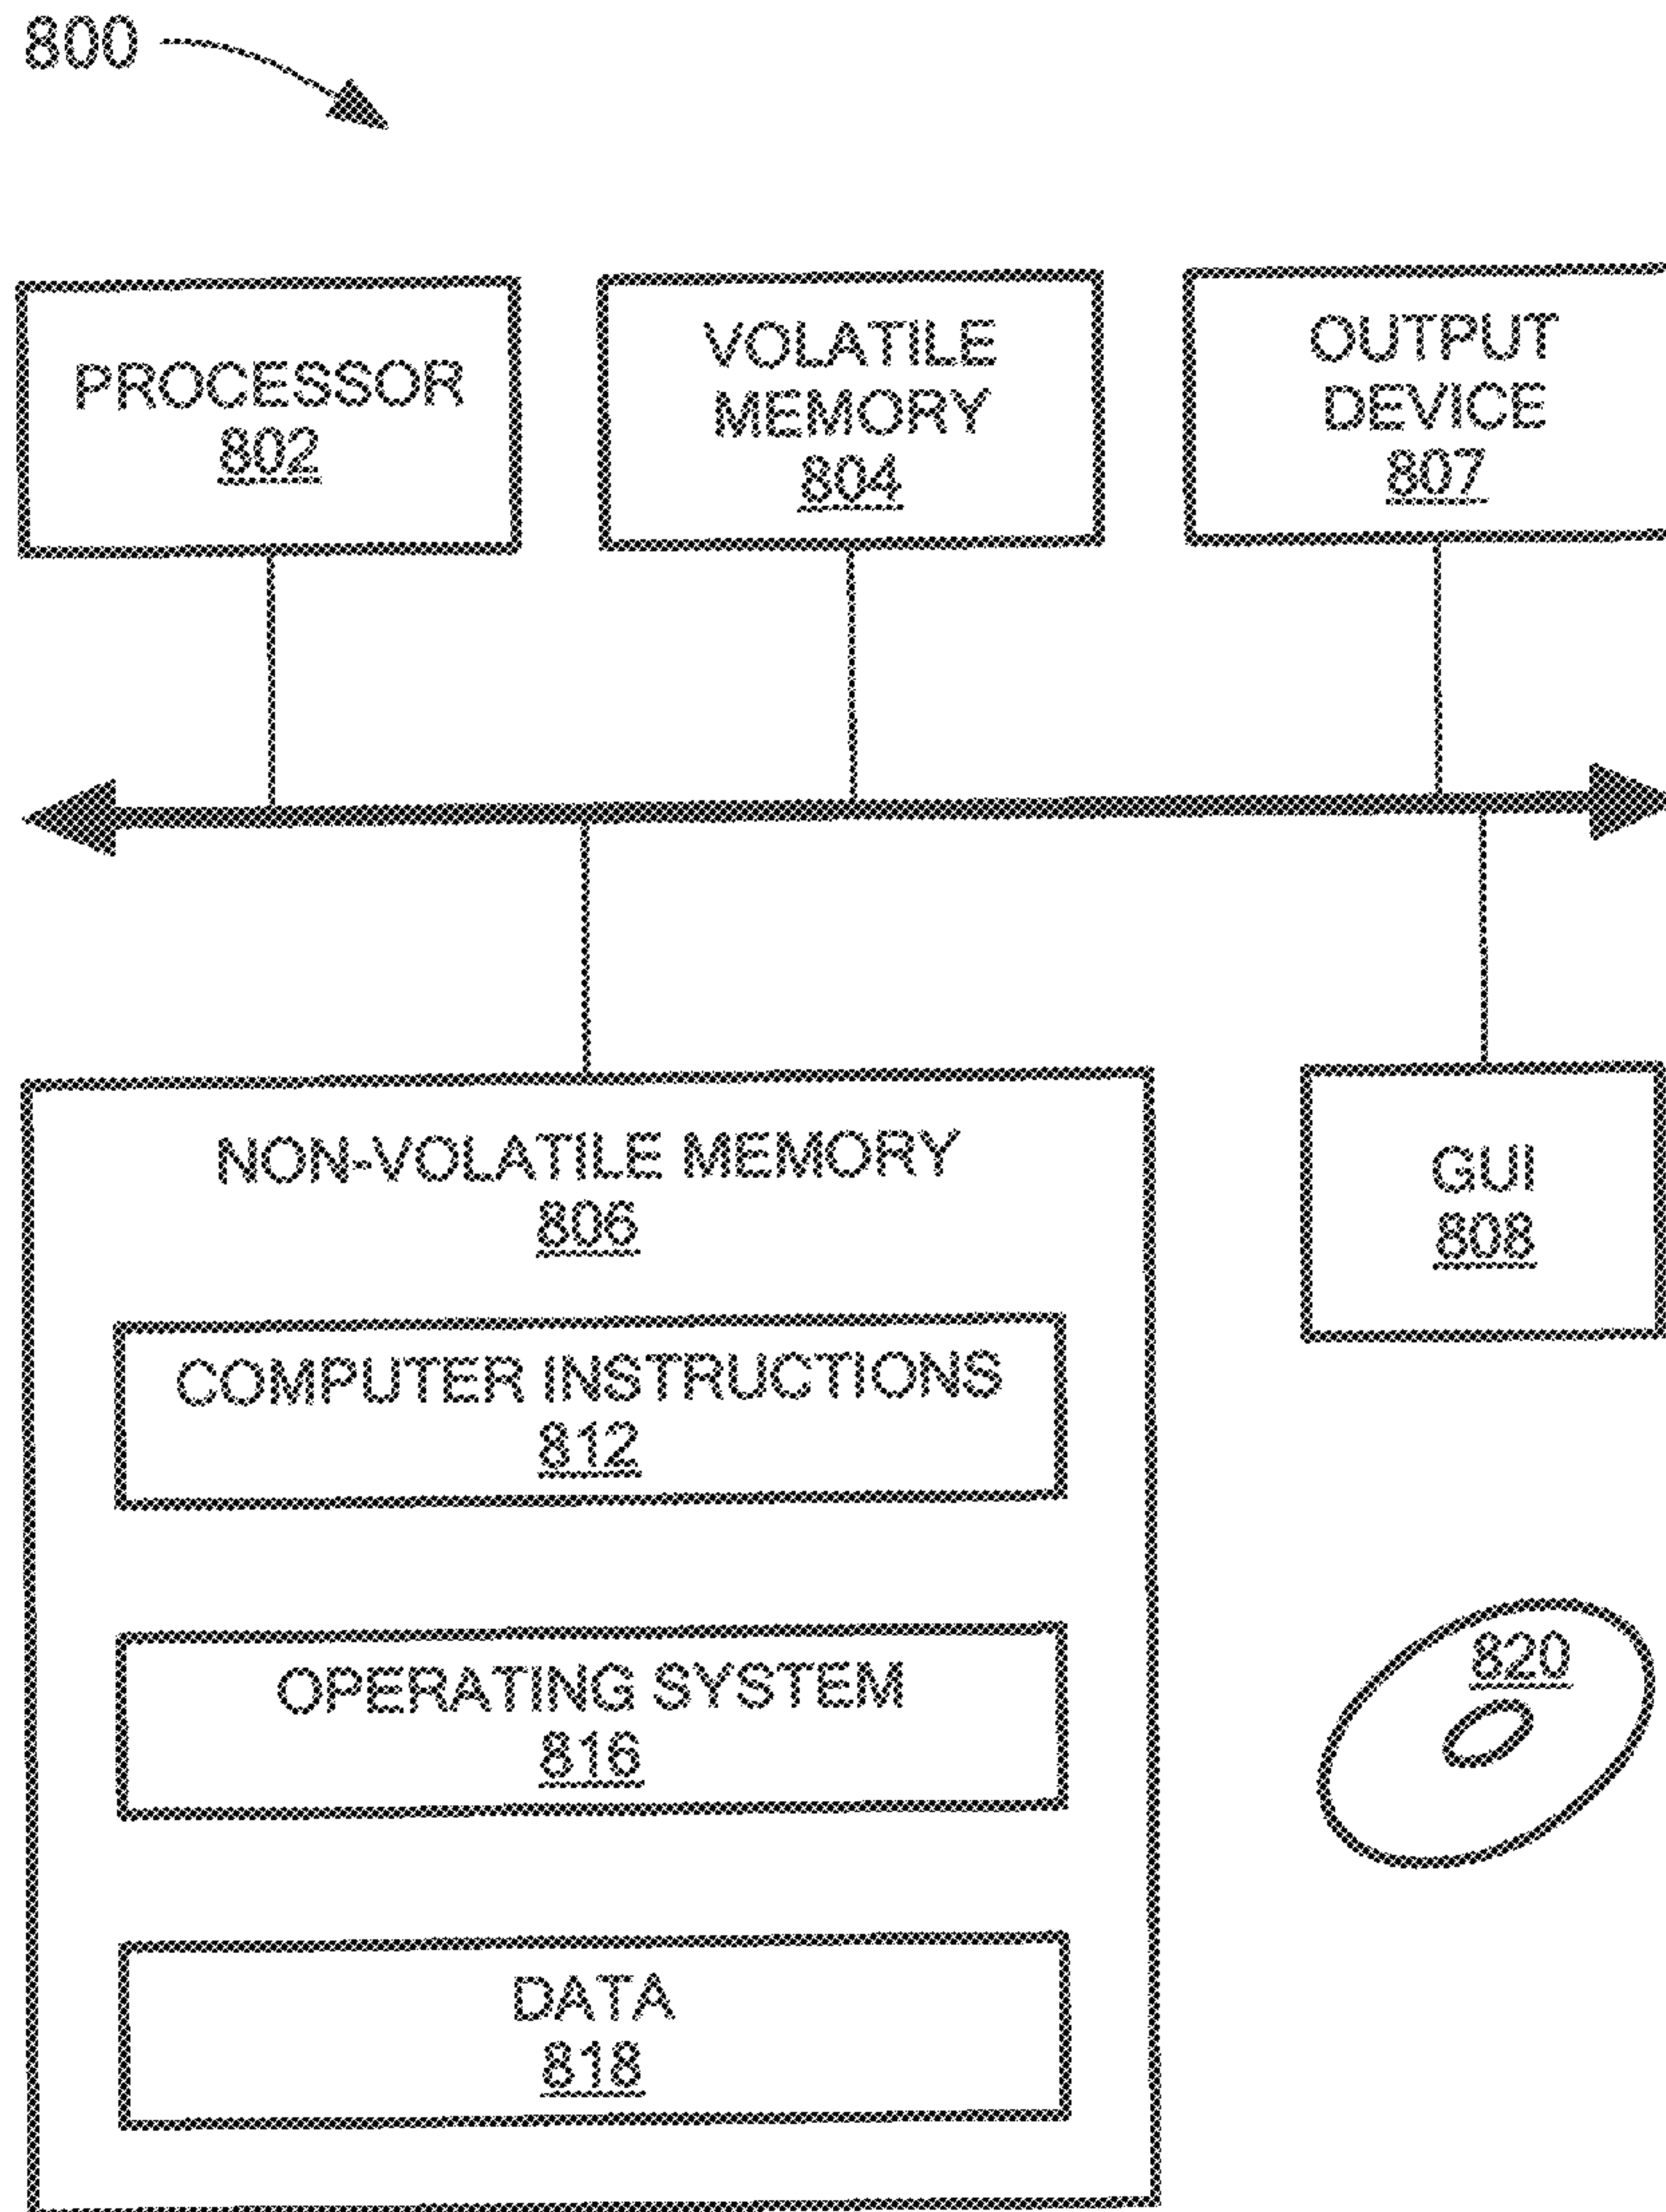 800
PROCESSOR
802
VOLATILE
MEMORY
804
OUTPUT
DEVICE
807
NON-VOLATILE MEMORY
806
GUI
808
COMPUTER INSTRUCTIONS
812
OPERATING SYSTEM
816
820
DATA
818